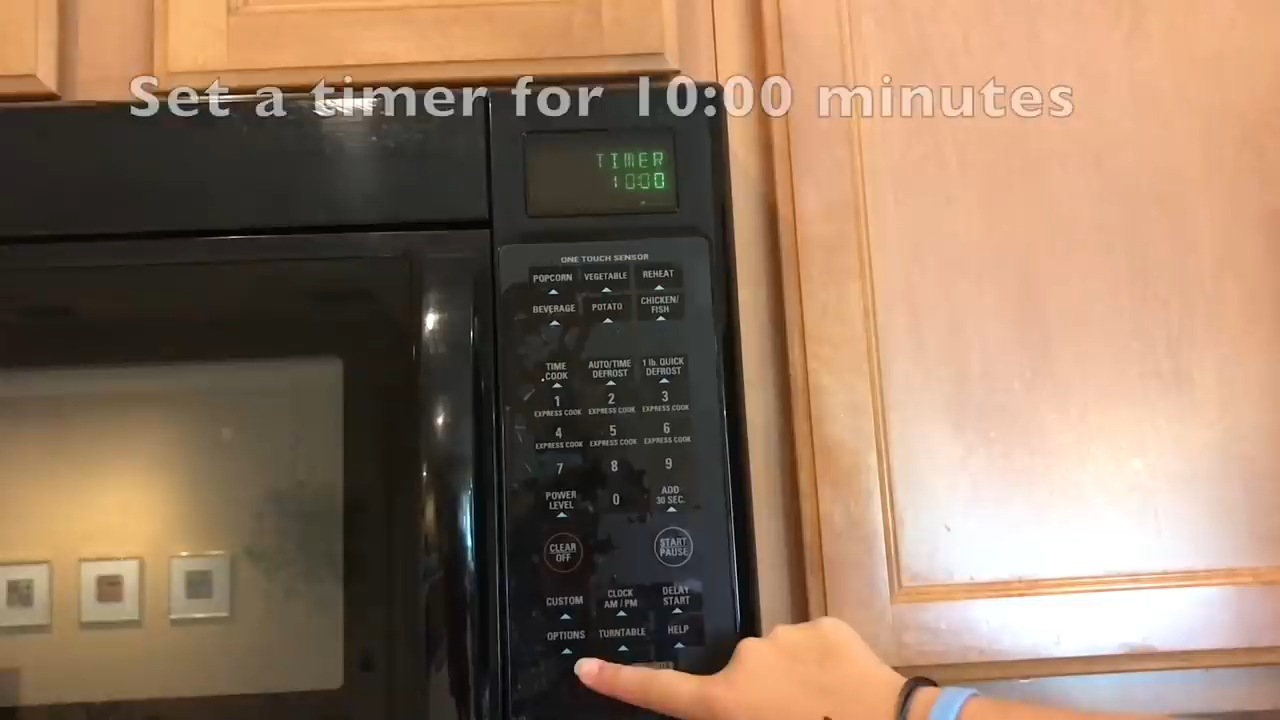 Set a timer for 10:00 minutes
TIMER
10:00
ONE TOUCH SENSOR
POPCORN VEGETABLE REHEAT
BEVERAGE POTATO CHICKEN/
FISH
TIME
COOK
AUTO/TIME
DEFROST
1 lb. QUICK
DEFROST
1 2 3
EXPRESS COOK EXPRESS COOK EXPRESS COOK
4 5 6
EXPRESS COOK EXPRESS COOK EXPRESS COOK
7 8 9
POWER
LEVEL
0
ADD
30 SEC.
CLEAR
OFF
START
PAUSE
CUSTOM
CLOCK
AM / PM
DELAY
START
OPTIONS TURNTABLE HELP